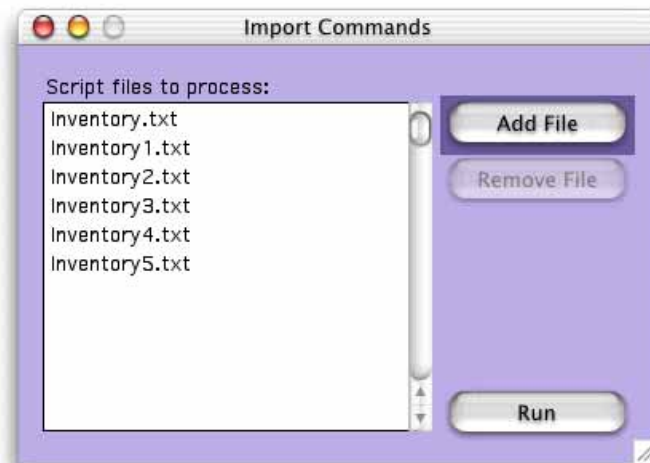 Import Commands
Script files to process:
Inventory.txt
Inventory1.txt
Inventory2.txt
Inventory3.txt
Inventory4.txt
Inventory5.txt
Add File
Remove File
Run